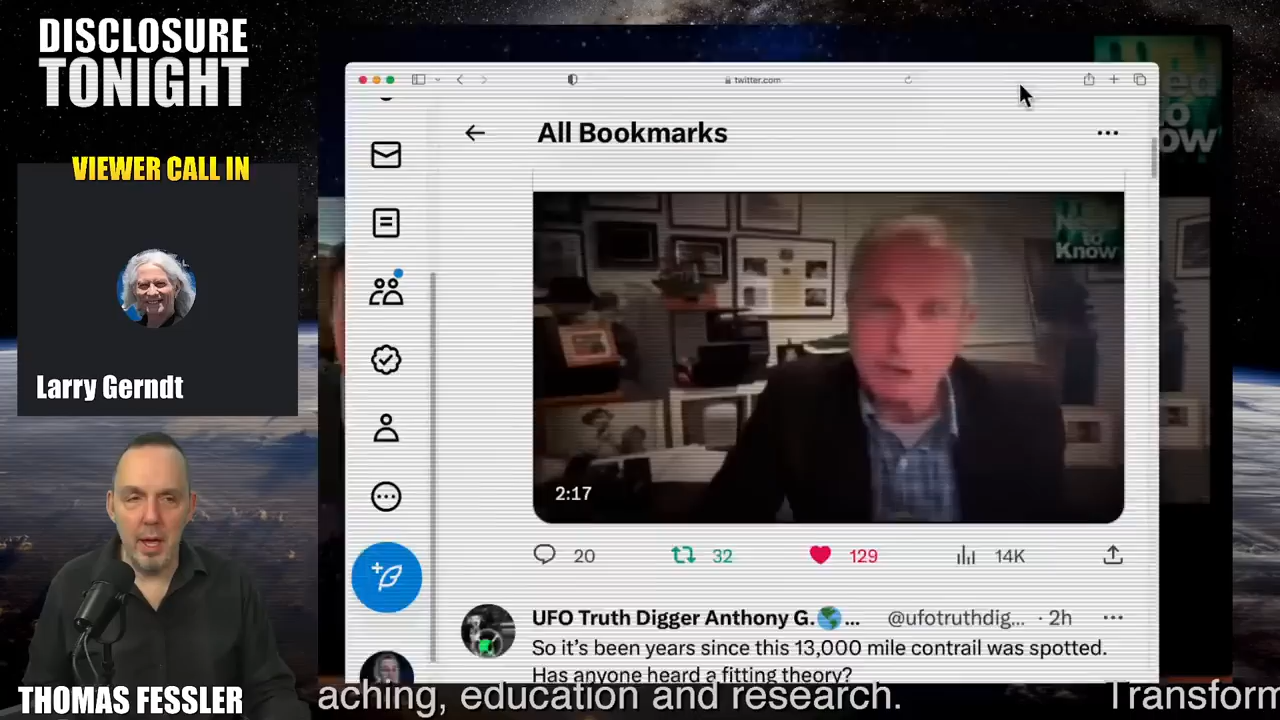 DISCLOSURE
TONIGHT
VIEWER CALL IN
Larry Gerndt
THOMAS FESSLER
twitter.com
All Bookmarks
to
Know
2:17
20
32
129
14K
UFO Truth Digger Anthony G. ... @ufotruthdig... · 2h
So it's been years since this 13,000 mile contrail was spotted.
Has anyone heard a fitting theory?
aching, education and research. Transform